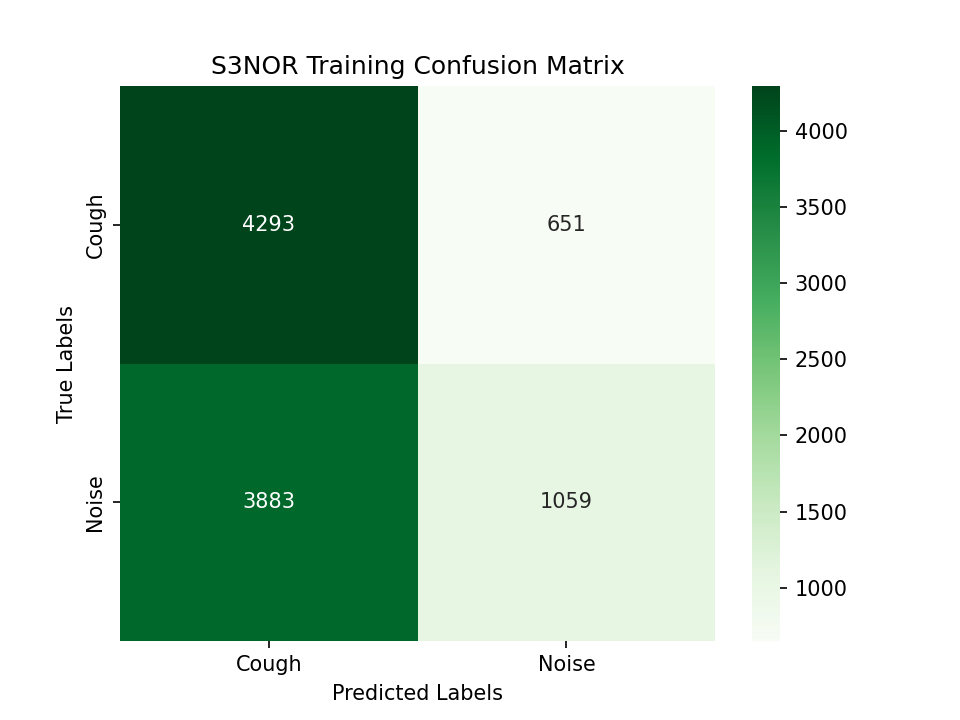 S3NOR Training Confusion Matrix
True Labels
Cough
Noise
4293
651
3883
1059
Cough
Noise
Predicted Labels
4000
3500
3000
2500
2000
1500
1000